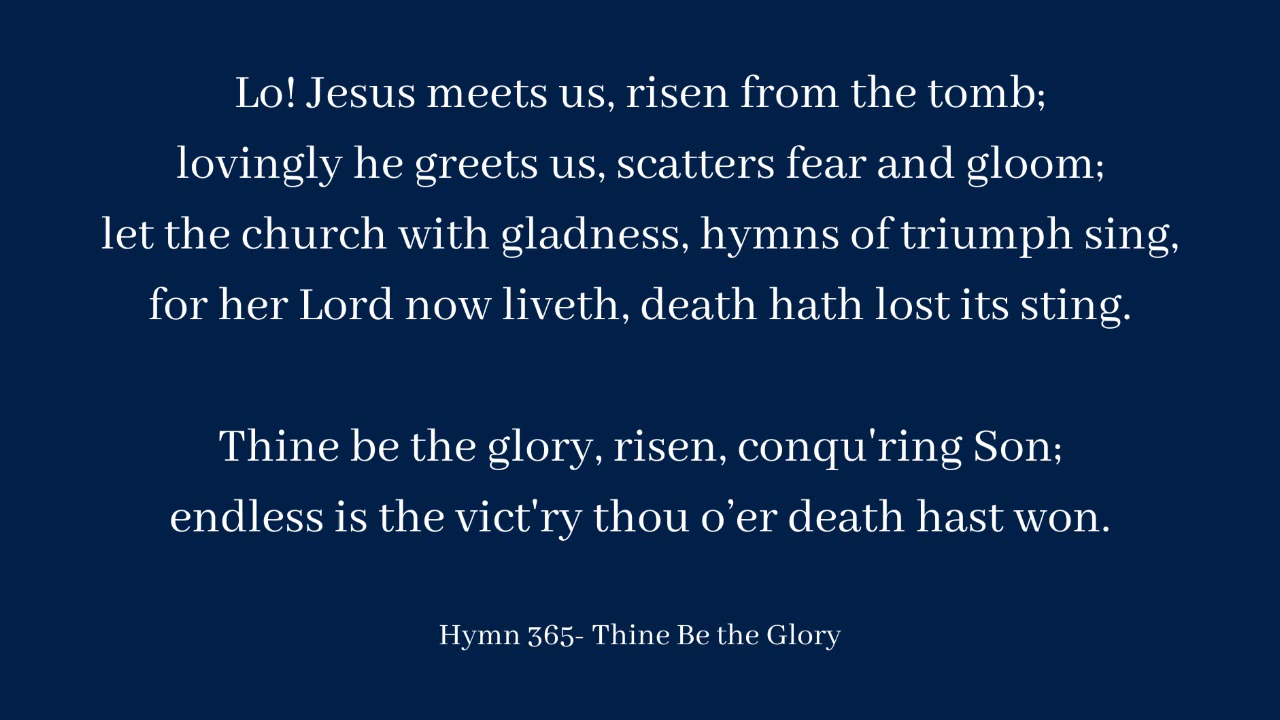 Lo! Jesus meets us, risen from the tomb;
lovingly he greets us, scatters fear and gloom;
let the church with gladness, hymns of triumph sing,
for her Lord now liveth, death hath lost its sting.
Thine be the glory, risen, conqu'ring Son;
endless is the vict'ry thou o’er death hast won.
Hymn 365- Thine Be the Glory